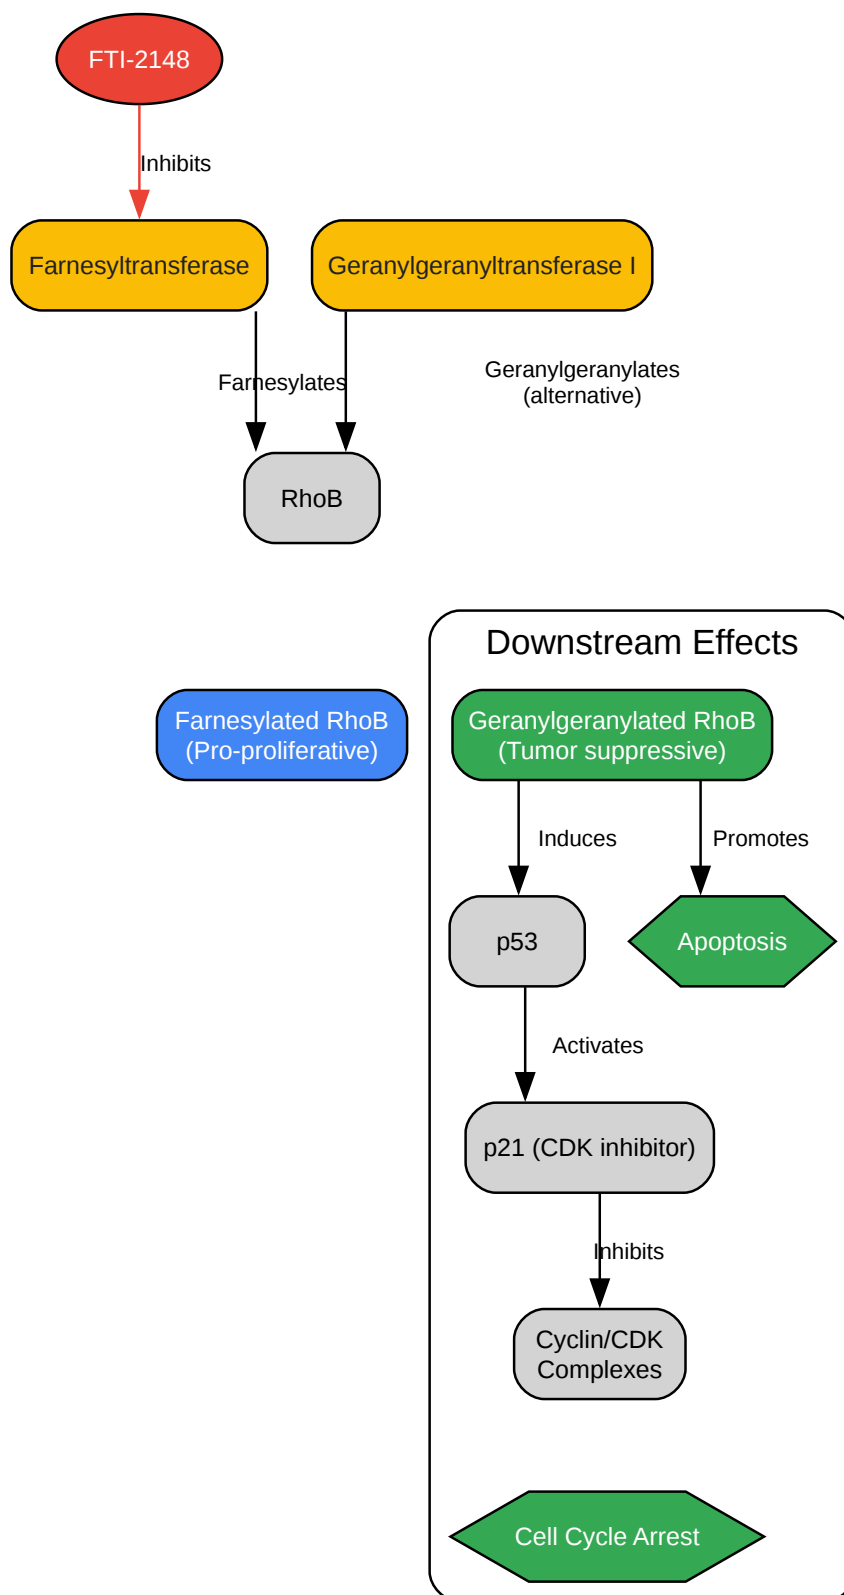 FTI-2148
Inhibits
Farnesyltransferase
Geranylgeranyltransferase I
Farnesylates
Geranylgeranylates
(alternative)
RhoB
Downstream Effects
Farnesylated RhoB
(Pro-proliferative)
Geranylgeranylated RhoB
(Tumor suppressive)
Induces
Promotes
p53
Apoptosis
Activates
p21 (CDK inhibitor)
Inhibits
Cyclin/CDK
Complexes
Cell Cycle Arrest